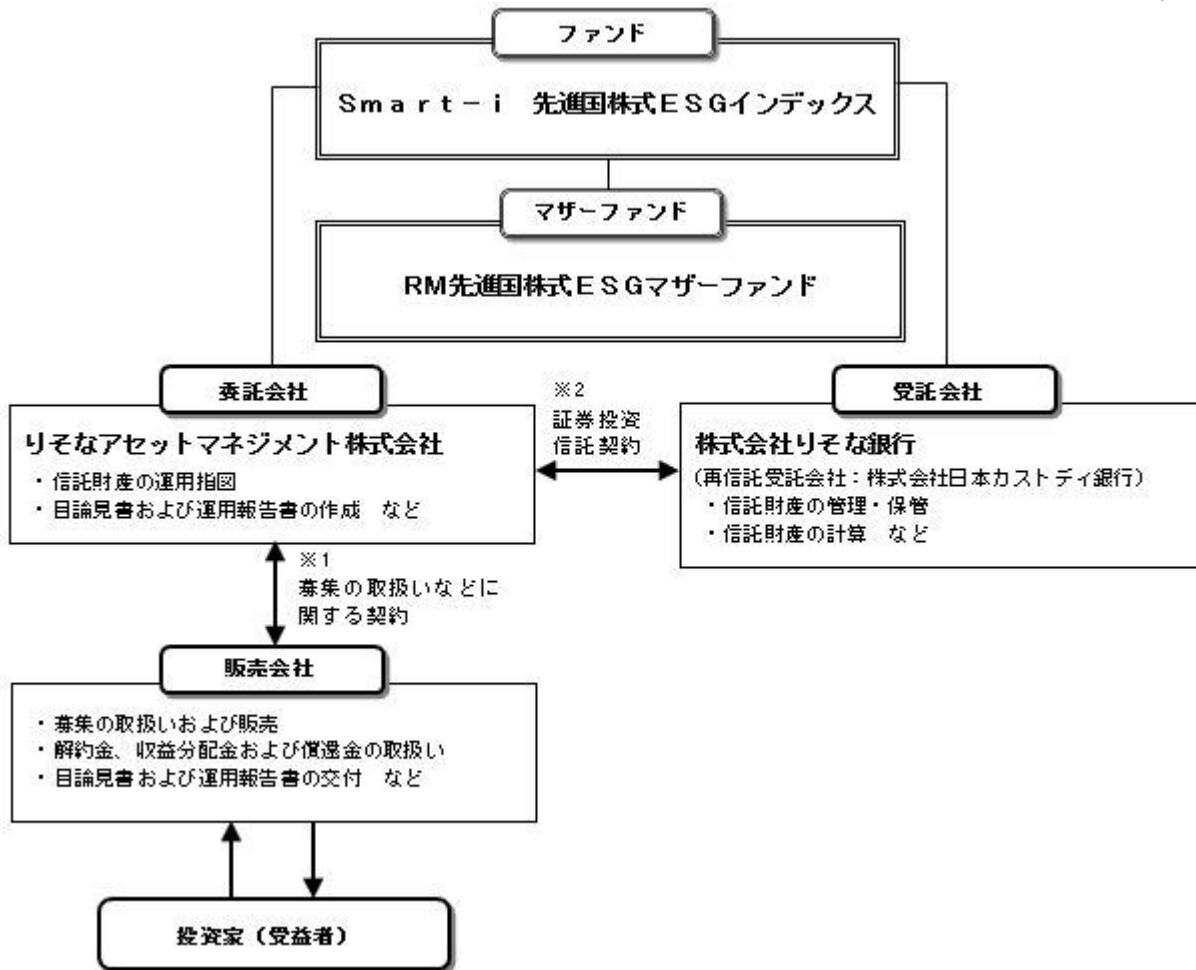 ファンド
Smart-i 先進国株式ESGインデックス
マザーファンド
RM先進国株式ESGマザーファンド
委託会社
りそなアセットマネジメント株式会社
・信託財産の運用指図
・目論見書および運用報告書の作成 など
※2
証券投資
信託契約
受託会社
株式会社りそな銀行
(再信託受託会社:株式会社日本カストディ銀行)
・信託財産の管理・保管
・信託財産の計算 など
※1
募集の取扱いなどに
関する契約
販売会社
・募集の取扱いおよび販売
・解約金、収益分配金および償還金の取扱い
・目論見書および運用報告書の交付 など
投資家(受益者)